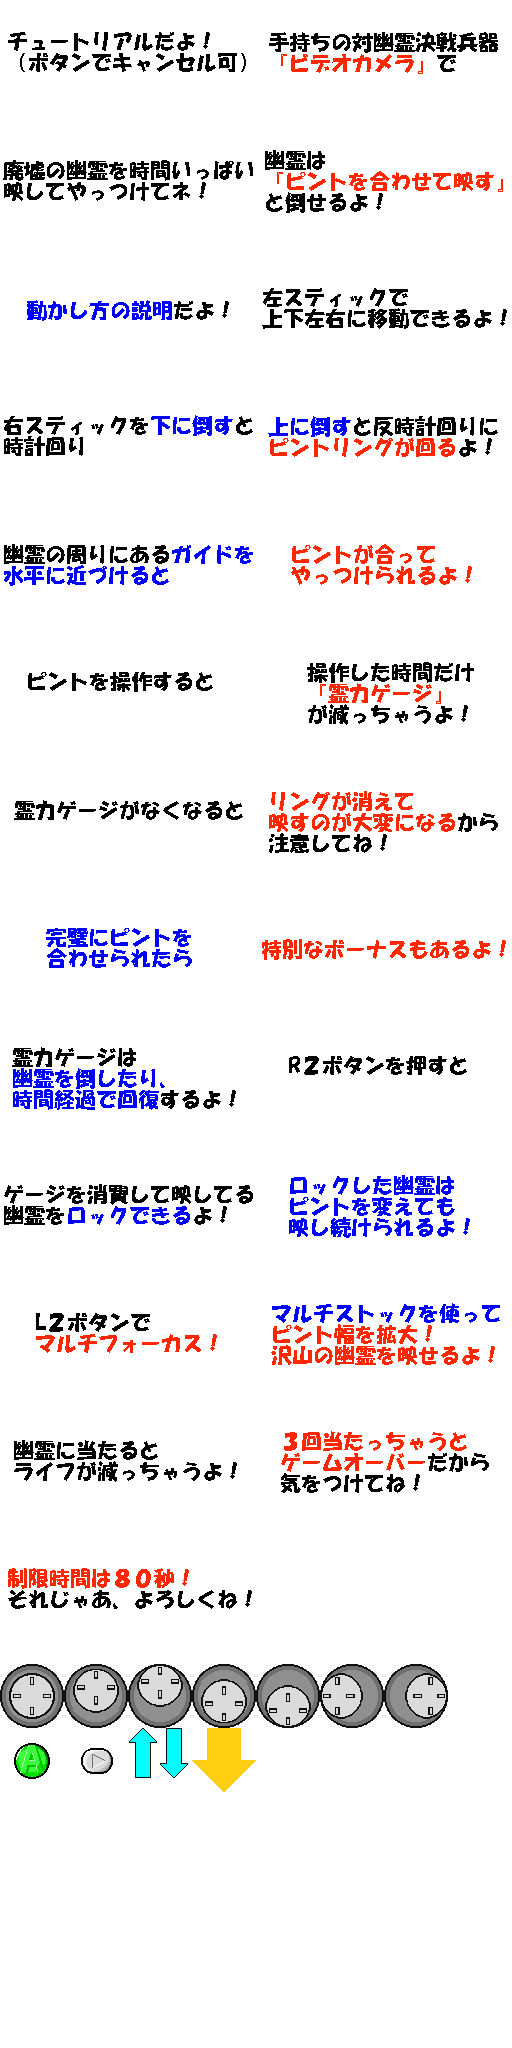 チュートリアルだよ！
（ボタンでキャンセル可）
手持ちの対幽霊決戦兵器
「ビデオカメラ」で
廃墟の幽霊を時間いっぱい
映してやっつけてネ！
幽霊は
「ピントを合わせて映す」
と倒せるよ！
動かし方の説明だよ！
左スティックで
上下左右に移動できるよ！
右スティックを下に倒すと
時計回り
上に倒すと反時計回りに
ピントリングが回るよ！
幽霊の周りにあるガイドを
水平に近づけると
ピントが合って
やっつけられるよ！
ピントを操作すると
操作した時間だけ
「霊力ゲージ」
が減っちゃうよ！
霊力ゲージがなくなると
リングが消えて
映すのが大変になるから
注意してね！
完璧にピントを
合わせられたら
特別なボーナスもあるよ！
霊力ゲージは
幽霊を倒したり、
時間経過で回復するよ！
R2ボタンを押すと
ゲージを消費して映してる
幽霊をロックできるよ！
ロックした幽霊は
ピントを変えても
映し続けられるよ！
L2ボタンで
マルチフォーカス！
マルチストックを使って
ピント幅を拡大！
沢山の幽霊を映せるよ！
幽霊に当たると
ライフが減っちゃうよ！
３回当たっちゃうと
ゲームオーバーだから
気をつけてね！
制限時間は８０秒！
それじゃあ、よろしくね！
A